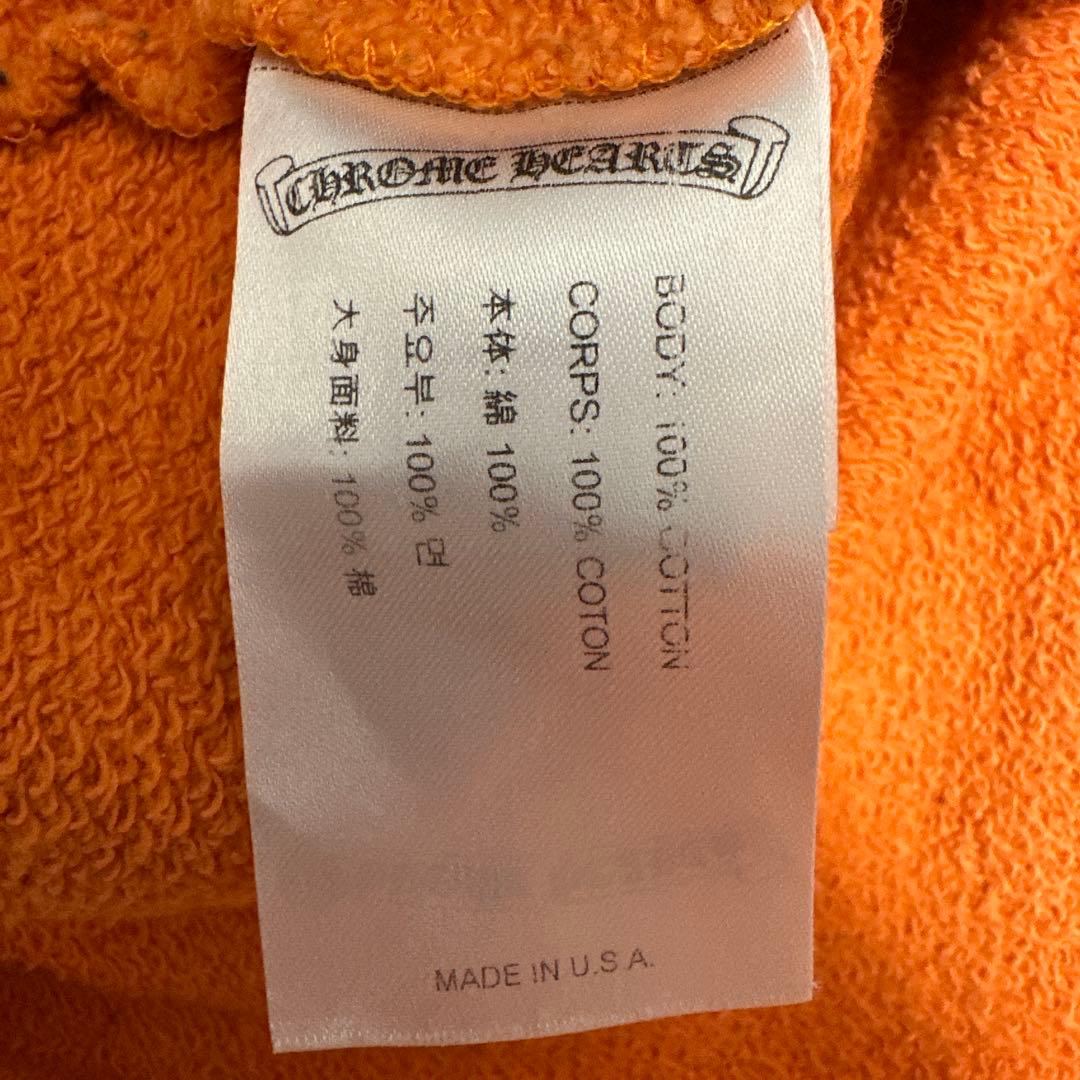 CHROME HEARTS
BODY: 100% COTTON
CORPS: 100% COTON
本体: 綿 100%
주요부: 100% 면
大身面料: 100% 棉
MADE IN U.S.A.